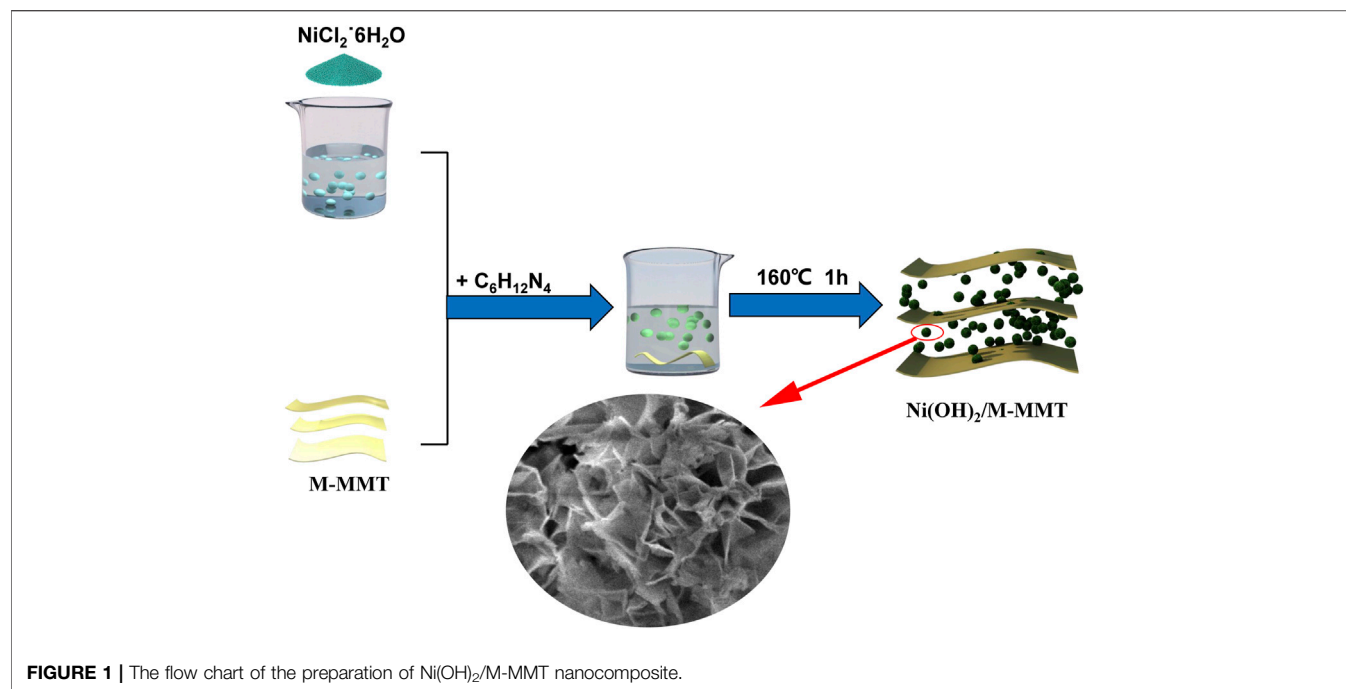 NiCl₂·6H₂O
+ C₆H₁₂N₄
160℃ 1h
M-MMT
Ni(OH)₂/M-MMT
FIGURE 1 | The flow chart of the preparation of Ni(OH)₂/M-MMT nanocomposite.